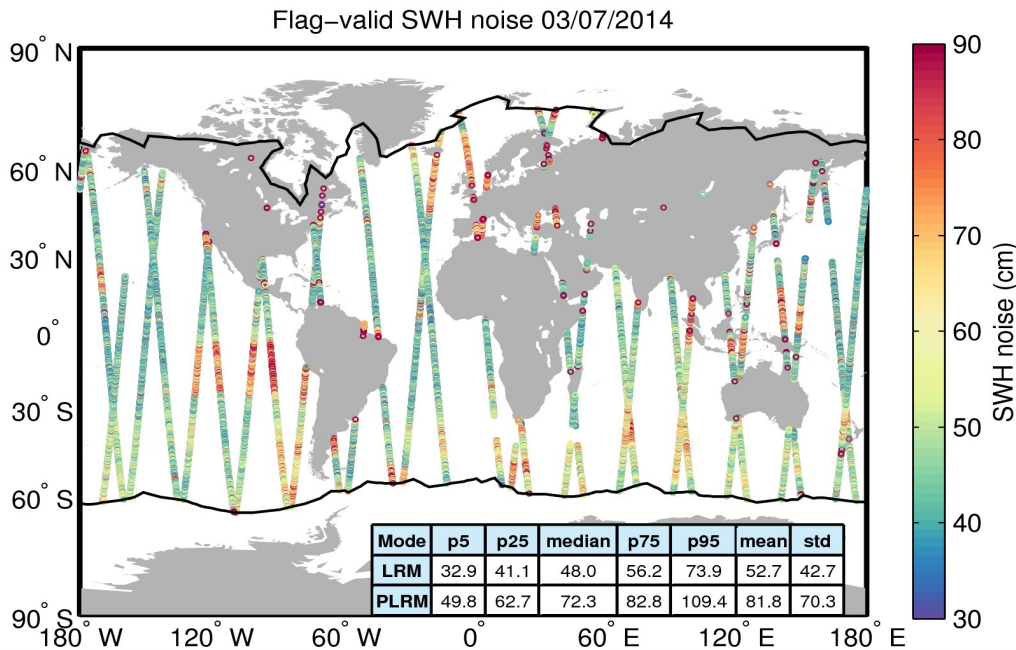 Flag−valid SWH noise 03/07/2014
90° N
60° N
30° N
0°
30° S
60° S
90° S
180° W
120° W
60° W
0°
60° E
120° E
180° E
Mode p5 p25 median p75 p95 mean std
LRM 32.9 41.1 48.0 56.2 73.9 52.7 42.7
PLRM 49.8 62.7 72.3 82.8 109.4 81.8 70.3
90
80
70
60
50
40
30
SWH noise (cm)